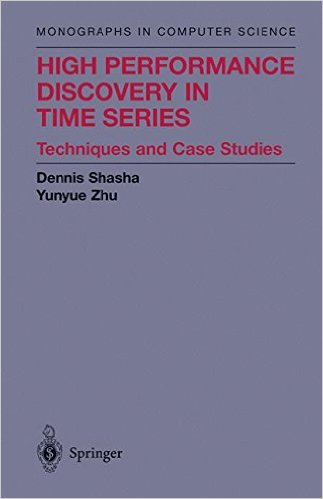 MONOGRAPHS IN COMPUTER SCIENCE
HIGH PERFORMANCE
DISCOVERY IN
TIME SERIES
Techniques and Case Studies
Dennis Shasha
Yunyue Zhu
Springer